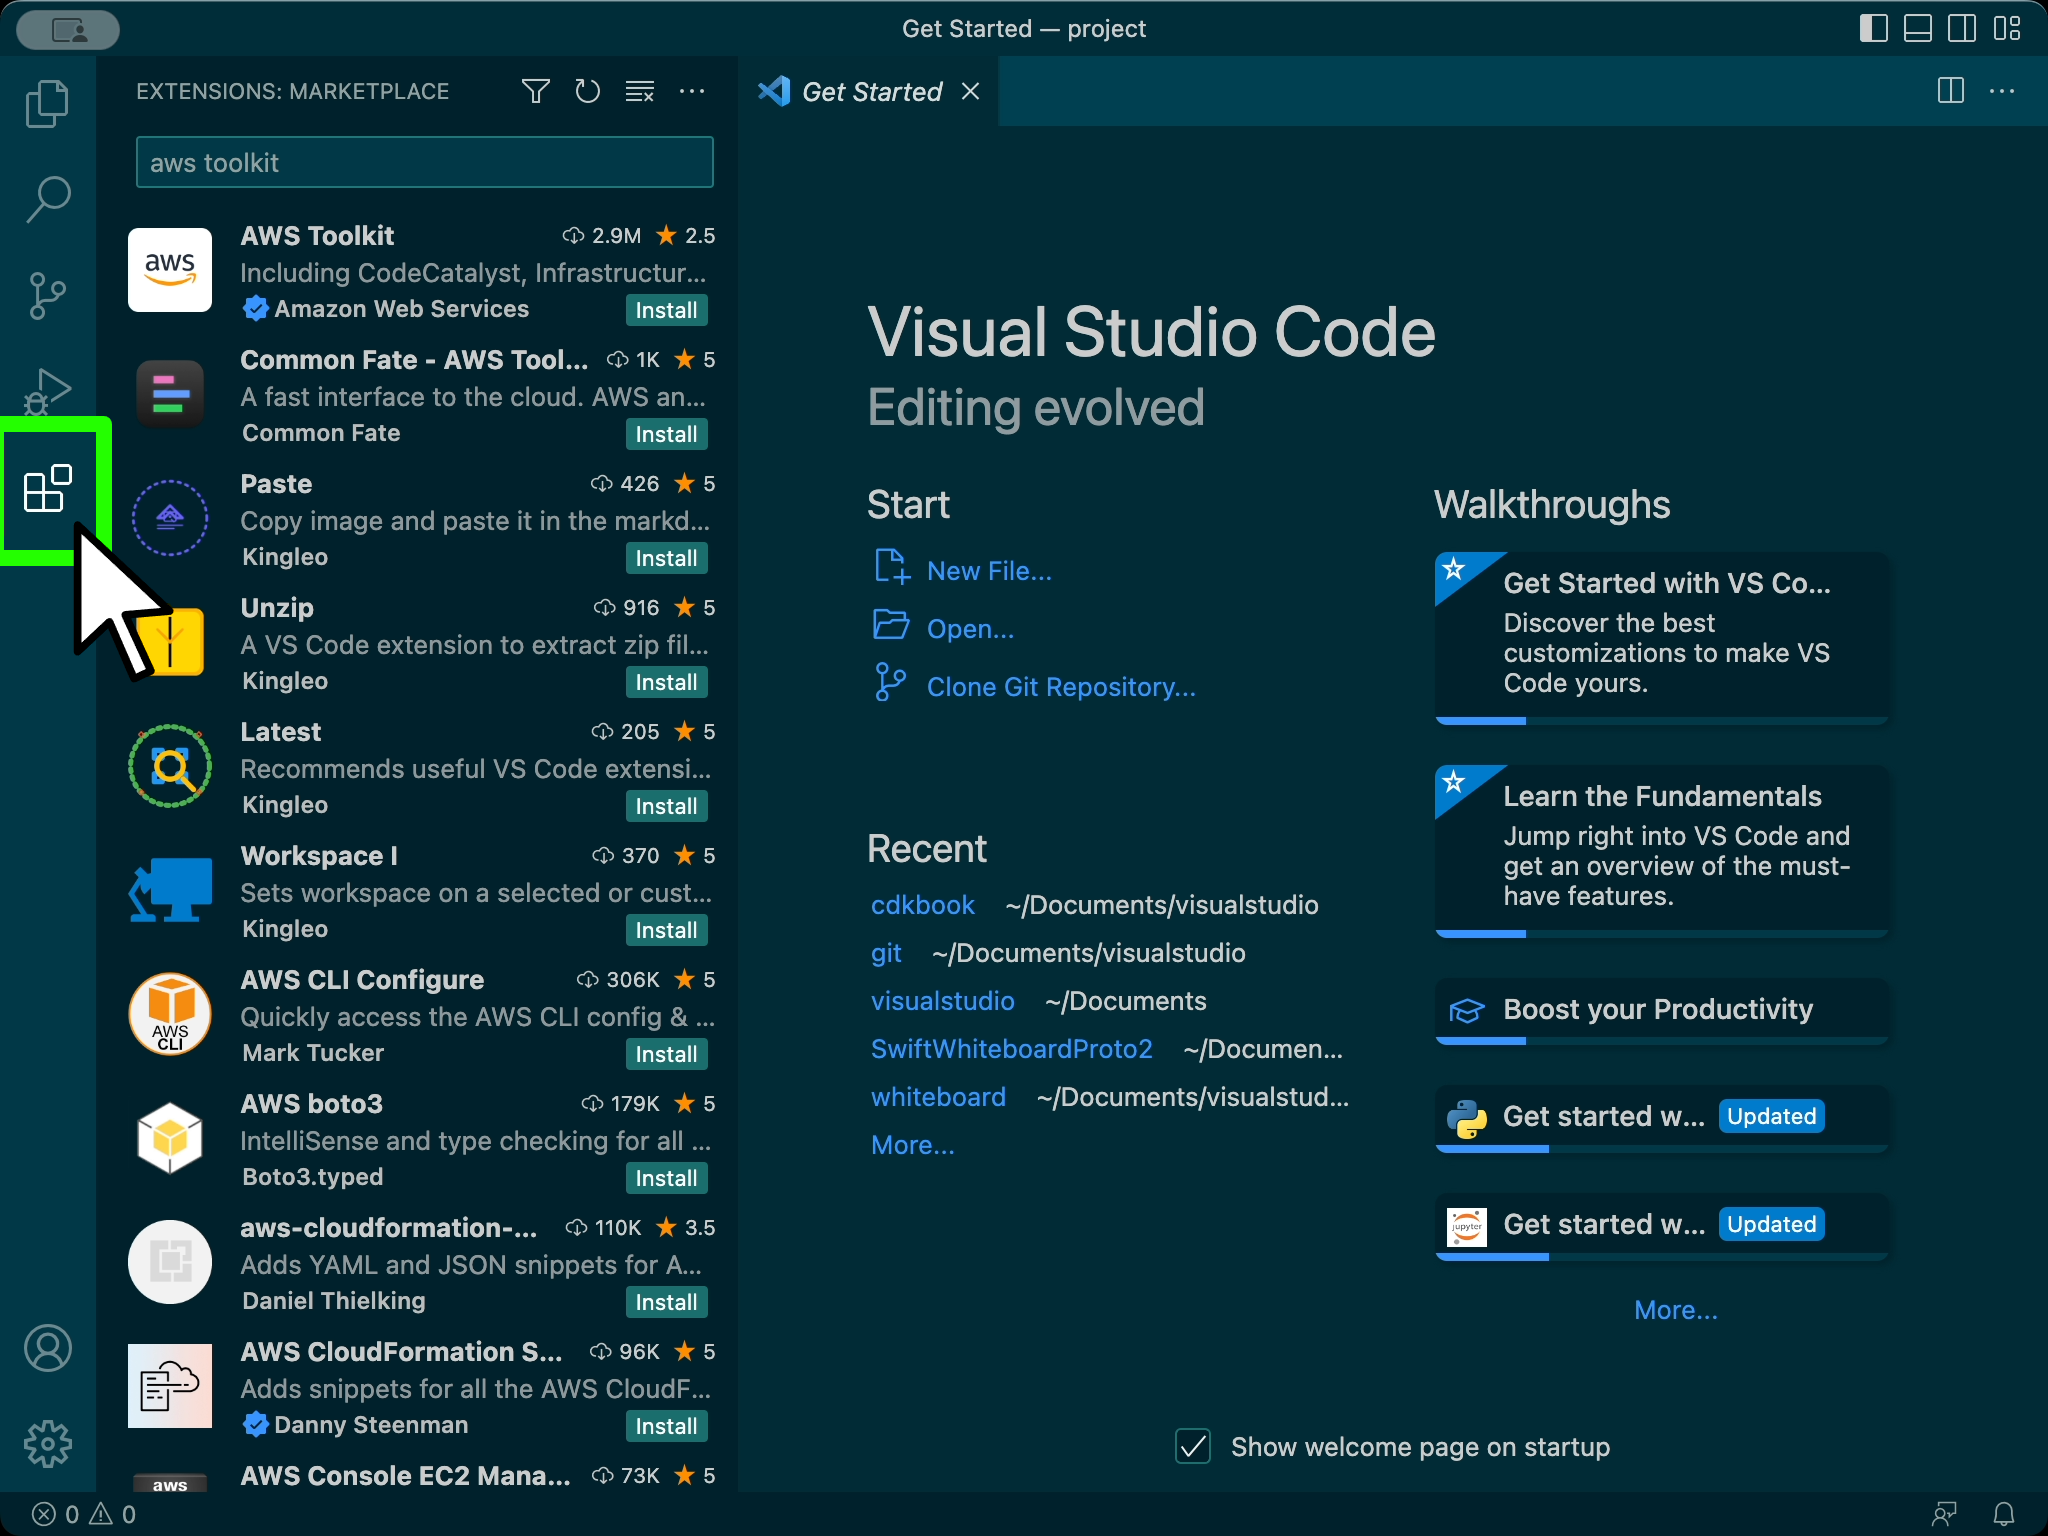 Get Started — project
EXTENSIONS: MARKETPLACE
aws toolkit
aws
AWS Toolkit 2.9M 2.5
Including CodeCatalyst, Infrastructur...
Amazon Web Services Install
Common Fate - AWS Tool... 1K 5
A fast interface to the cloud. AWS an...
Common Fate Install
Paste 426 5
Copy image and paste it in the markd...
Kingleo Install
Unzip 916 5
A VS Code extension to extract zip fil...
Kingleo Install
Latest 205 5
Recommends useful VS Code extensi...
Kingleo Install
Workspace I 370 5
Sets workspace on a selected or cust...
Kingleo Install
AWS CLI
AWS CLI Configure 306K 5
Quickly access the AWS CLI config & ...
Mark Tucker Install
AWS boto3 179K 5
IntelliSense and type checking for all ...
Boto3.typed Install
aws-cloudformation-... 110K 3.5
Adds YAML and JSON snippets for A...
Daniel Thielking Install
AWS CloudFormation S... 96K 5
Adds snippets for all the AWS CloudF...
Danny Steenman Install
aws
AWS Console EC2 Mana... 73K 5
Get Started
Visual Studio Code
Editing evolved
Start
New File...
Open...
Clone Git Repository...
Recent
cdkbook ~/Documents/visualstudio
git ~/Documents/visualstudio
visualstudio ~/Documents
SwiftWhiteboardProto2 ~/Documen...
whiteboard ~/Documents/visualstud...
More...
Walkthroughs
Get Started with VS Co...
Discover the best
customizations to make VS
Code yours.
Learn the Fundamentals
Jump right into VS Code and
get an overview of the must-
have features.
Boost your Productivity
Get started w... Updated
jupyter
Get started w... Updated
More...
Show welcome page on startup
0 0